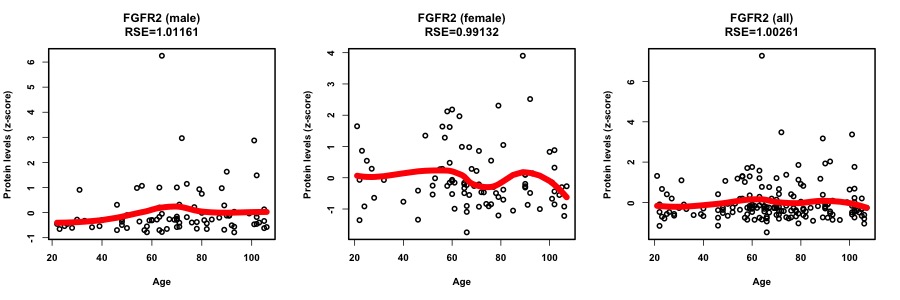 FGFR2 (male)
RSE=1.01161
Protein levels (z-score)
6
5
4
3
2
1
0
-1
20 40 60 80 100
Age
FGFR2 (female)
RSE=0.99132
Protein levels (z-score)
4
3
2
1
0
-1
20 40 60 80 100
Age
FGFR2 (all)
RSE=1.00261
Protein levels (z-score)
6
4
2
0
20 40 60 80 100
Age